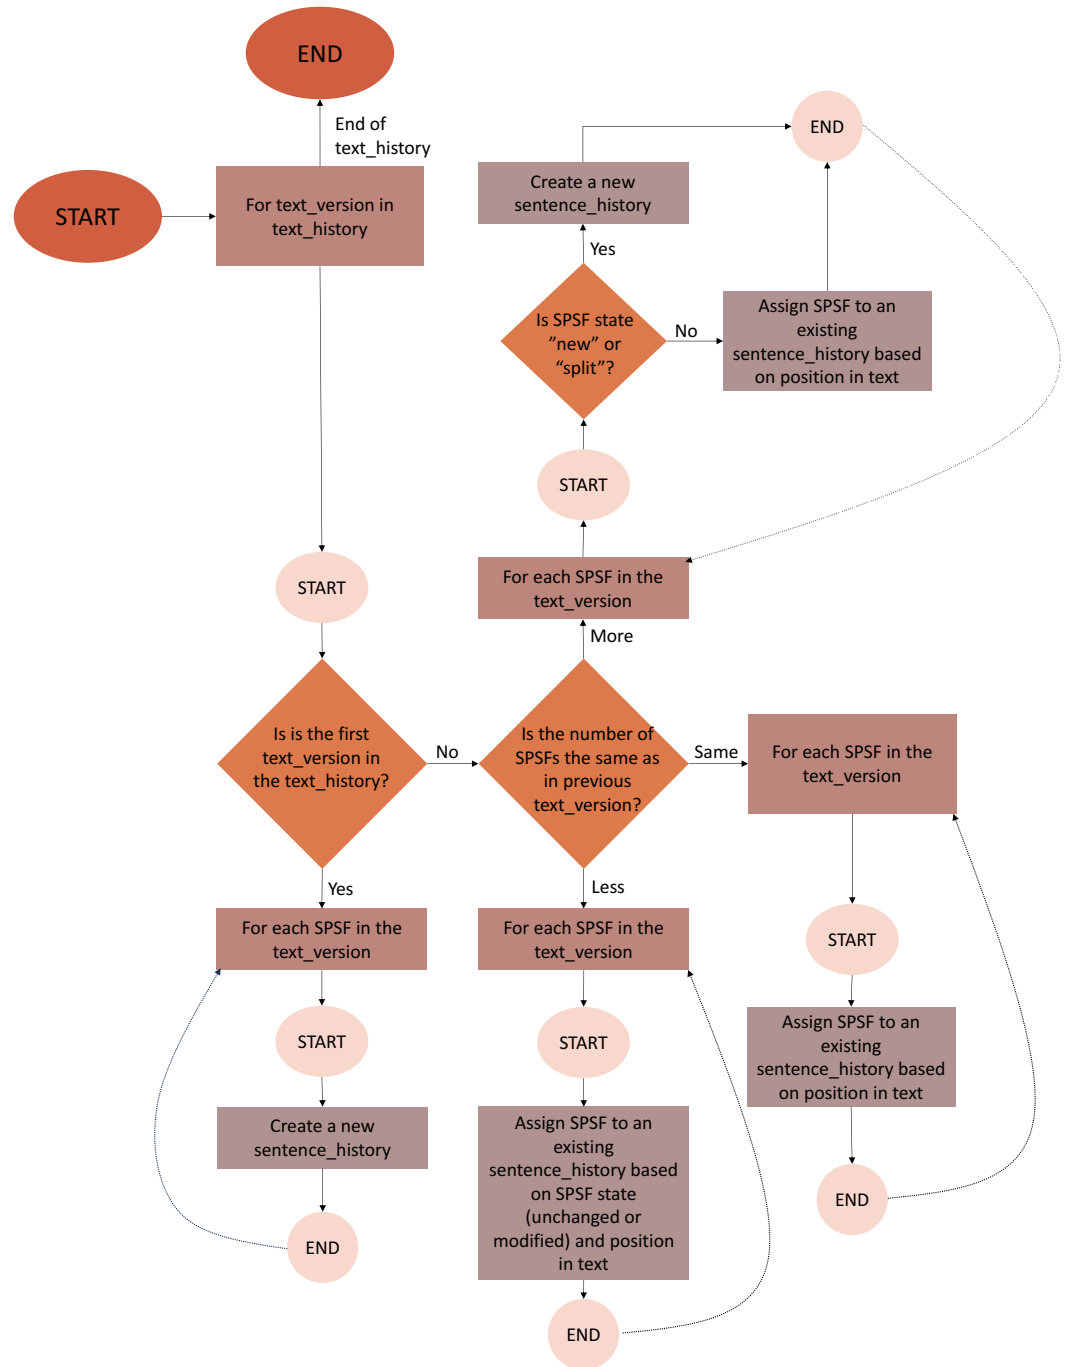 END
End of
text_history
START
For text_version in
text_history
END
Create a new
sentence_history
Yes
Is SPSF state
”new” or
“split”?
No
Assign SPSF to an
existing
sentence_history based
on position in text
START
For each SPSF in the
text_version
More
START
Is is the first
text_version in
the text_history?
No
Is the number of
SPSFs the same as
in previous
text_version?
Same
For each SPSF in the
text_version
Yes
Less
For each SPSF in the
text_version
For each SPSF in the
text_version
START
START
START
Assign SPSF to an
existing
sentence_history based
on position in text
Create a new
sentence_history
Assign SPSF to an
existing
sentence_history based
on SPSF state
(unchanged or
modified) and position
in text
END
END
END